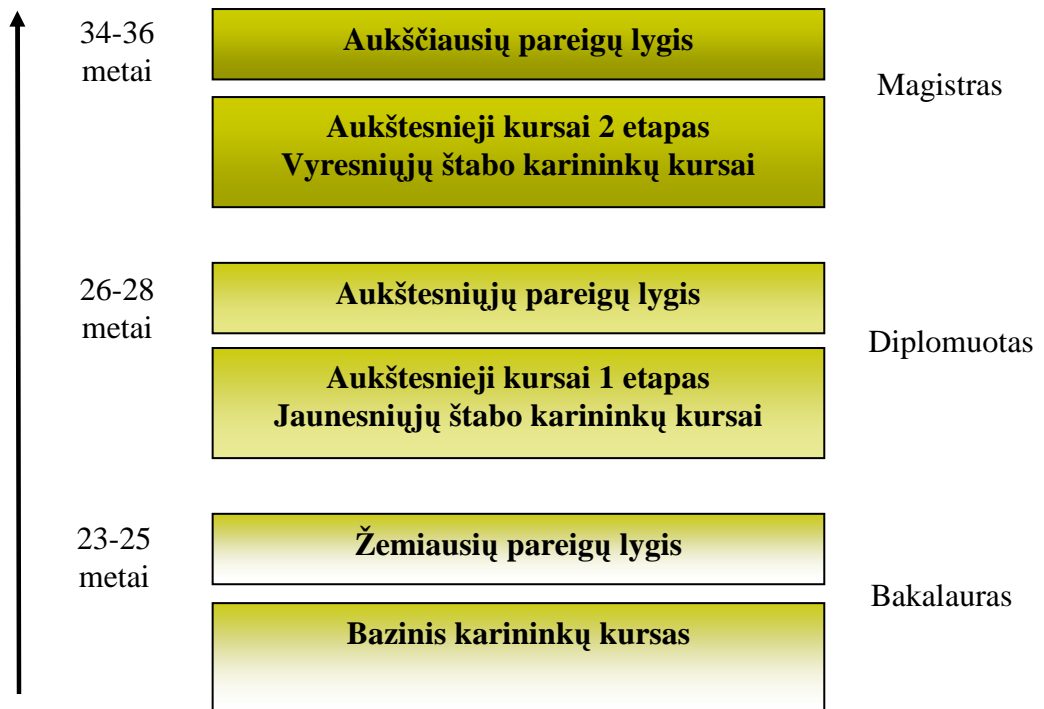 34-36
metai
Aukščiausių pareigų lygis
Magistras
Aukštesnieji kursai 2 etapas
Vyresniųjų štabo karininkų kursai
26-28
metai
Aukštesniųjų pareigų lygis
Diplomuotas
Aukštesnieji kursai 1 etapas
Jaunesniųjų štabo karininkų kursai
23-25
metai
Žemiausių pareigų lygis
Bakalauras
Bazinis karininkų kursas